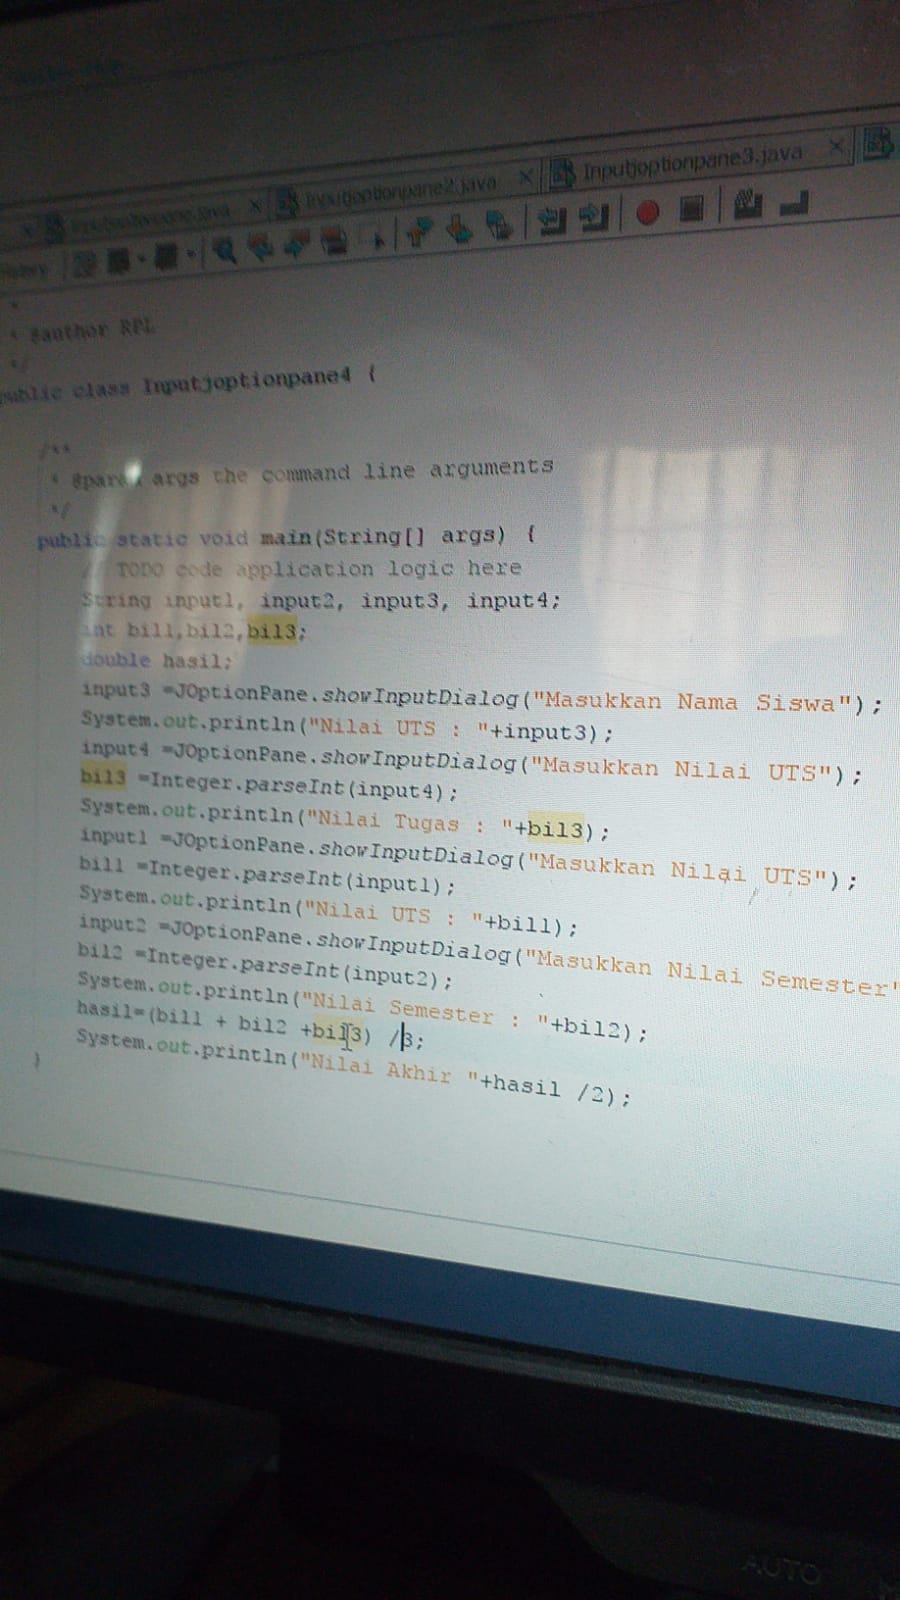 Inputjoptionpane2.java
Inputjoptionpane3.java
History
*
* @author RPL
*/
public class Inputjoptionpane4 {
/**
* @param args the command line arguments
*/
public static void main(String[] args) {
// TODO code application logic here
String input1, input2, input3, input4;
int bil1,bil2,bil3;
double hasil;
input3 =JOptionPane.showInputDialog("Masukkan Nama Siswa");
System.out.println("Nilai UTS : "+input3);
input4 =JOptionPane.showInputDialog("Masukkan Nilai UTS");
bil3 =Integer.parseInt(input4);
System.out.println("Nilai Tugas : "+bil3);
input1 =JOptionPane.showInputDialog("Masukkan Nilai UTS");
bil1 =Integer.parseInt(input1);
System.out.println("Nilai UTS : "+bil1);
input2 =JOptionPane.showInputDialog("Masukkan Nilai Semester"
bil2 =Integer.parseInt(input2);
System.out.println("Nilai Semester : "+bil2);
hasil=(bil1 + bil2 +bil3) /3;
System.out.println("Nilai Akhir "+hasil /2);
}
AUTO